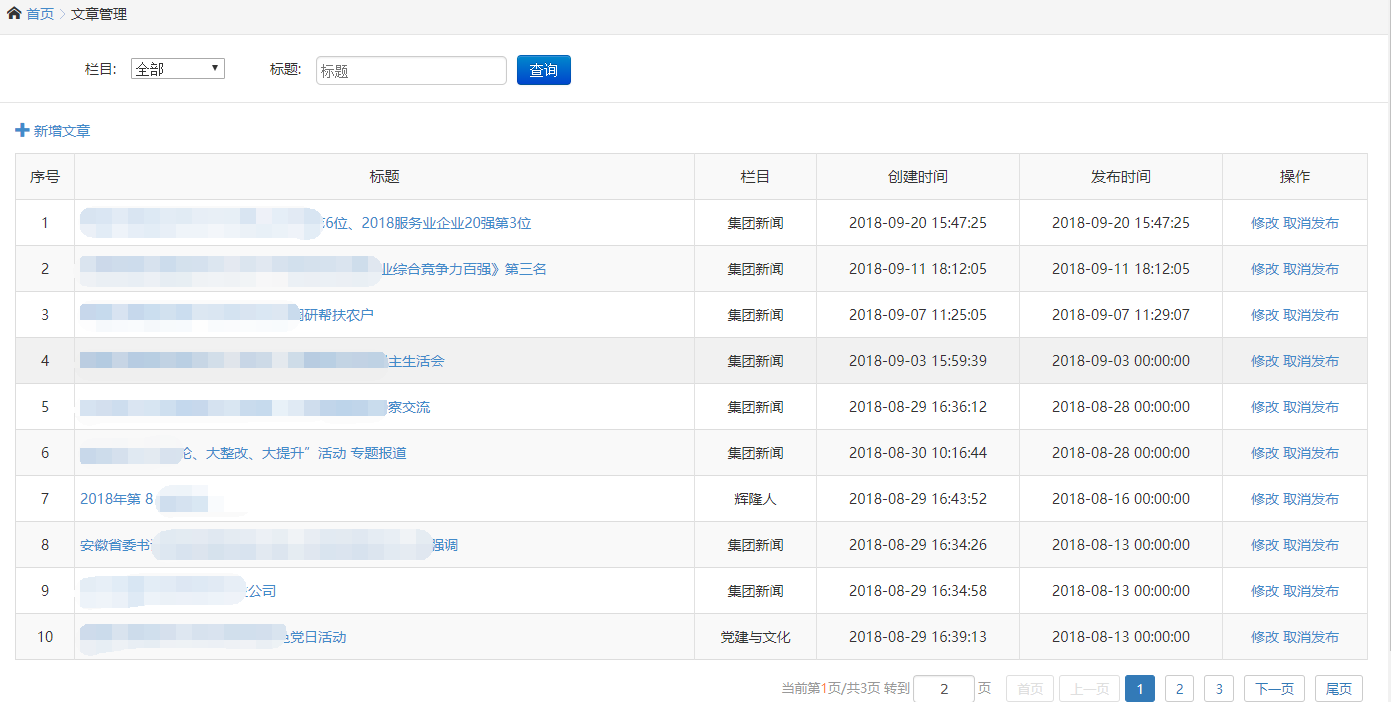 首页 > 文章管理
栏目: 全部 标题: 标题 查询
新增文章
序号 标题 栏目 创建时间 发布时间 操作
1 6位、2018服务业企业20强第3位 集团新闻 2018-09-20 15:47:25 2018-09-20 15:47:25 修改 取消发布
2 业综合竞争力百强》第三名 集团新闻 2018-09-11 18:12:05 2018-09-11 18:12:05 修改 取消发布
3 研帮扶农户 集团新闻 2018-09-07 11:25:05 2018-09-07 11:29:07 修改 取消发布
4 主生活会 集团新闻 2018-09-03 15:59:39 2018-09-03 00:00:00 修改 取消发布
5 察交流 集团新闻 2018-08-29 16:36:12 2018-08-28 00:00:00 修改 取消发布
6 、大整改、大提升”活动 专题报道 集团新闻 2018-08-30 10:16:44 2018-08-28 00:00:00 修改 取消发布
7 2018年第 8 辉隆人 2018-08-29 16:43:52 2018-08-16 00:00:00 修改 取消发布
8 安徽省委书 强调 集团新闻 2018-08-29 16:34:26 2018-08-13 00:00:00 修改 取消发布
9 公司 集团新闻 2018-08-29 16:34:58 2018-08-13 00:00:00 修改 取消发布
10 党日活动 党建与文化 2018-08-29 16:39:13 2018-08-13 00:00:00 修改 取消发布
当前第1页/共3页 转到 2 页 首页 上一页 1 2 3 下一页 尾页